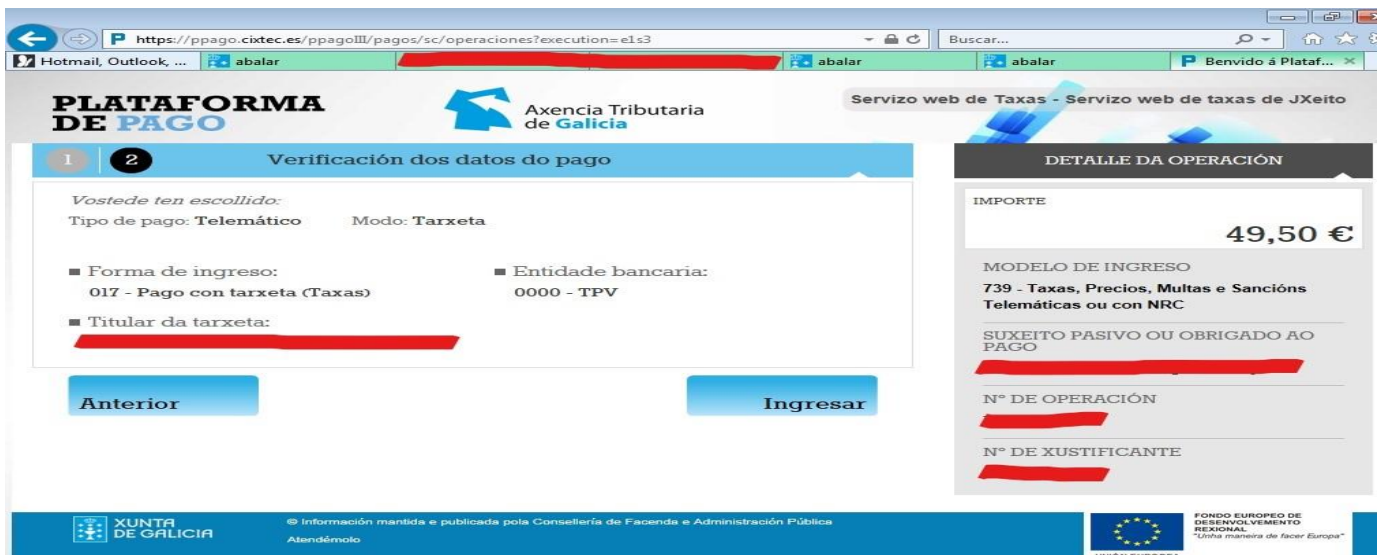 https://ppago.cixtec.es/ppagoIII/pagos/sc/operaciones?execution=e1s3
Buscar...
Hotmail, Outlook, ...
abalar
abalar
abalar
Benvido á Plataf...
PLATAFORMA
DE PAGO
Axencia Tributaria
de Galicia
Servizo web de Taxas - Servizo web de taxas de JXeito
1
2
Verificación dos datos do pago
Vostede ten escollido:
Tipo de pago: Telemático Modo: Tarxeta
Forma de ingreso:
017 - Pago con tarxeta (Taxas)
Entidade bancaria:
0000 - TPV
Titular da tarxeta:
Anterior
Ingresar
DETALLE DA OPERACIÓN
IMPORTE
49,50 €
MODELO DE INGRESO
739 - Taxas, Precios, Multas e Sancións
Telemáticas ou con NRC
SUXEITO PASIVO OU OBRIGADO AO
PAGO
Nº DE OPERACIÓN
Nº DE XUSTIFICANTE
XUNTA
DE GALICIA
© Información mantida e publicada pola Consellería de Facenda e Administración Pública
Atendémolo
UNIÓN EUROPEA
FONDO EUROPEO DE
DESENVOLVEMENTO
REXIONAL
"Unha maneira de facer Europa"